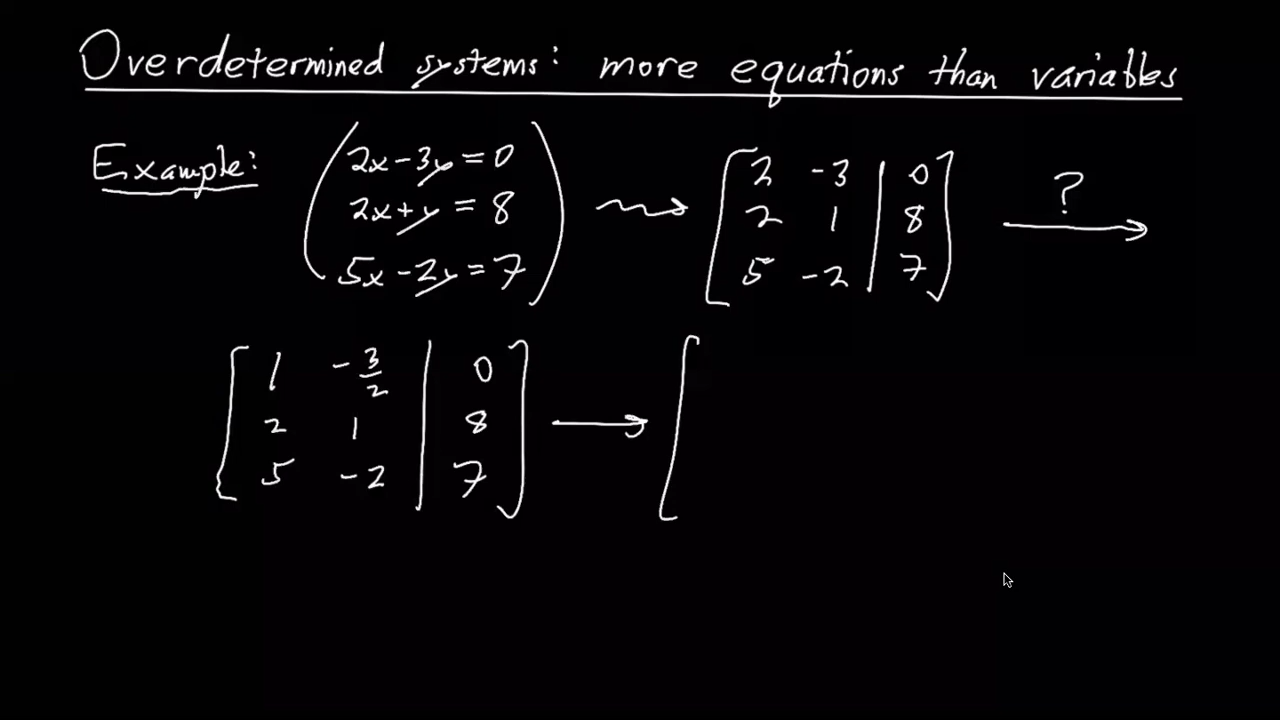 Overdetermined systems: more equations than variables
Example:
2x-3y=0
2x+y=8
5x-2y=7
2 -3 | 0
2 1 | 8
5 -2 | 7
?
1 -3/2 | 0
2 1 | 8
5 -2 | 7